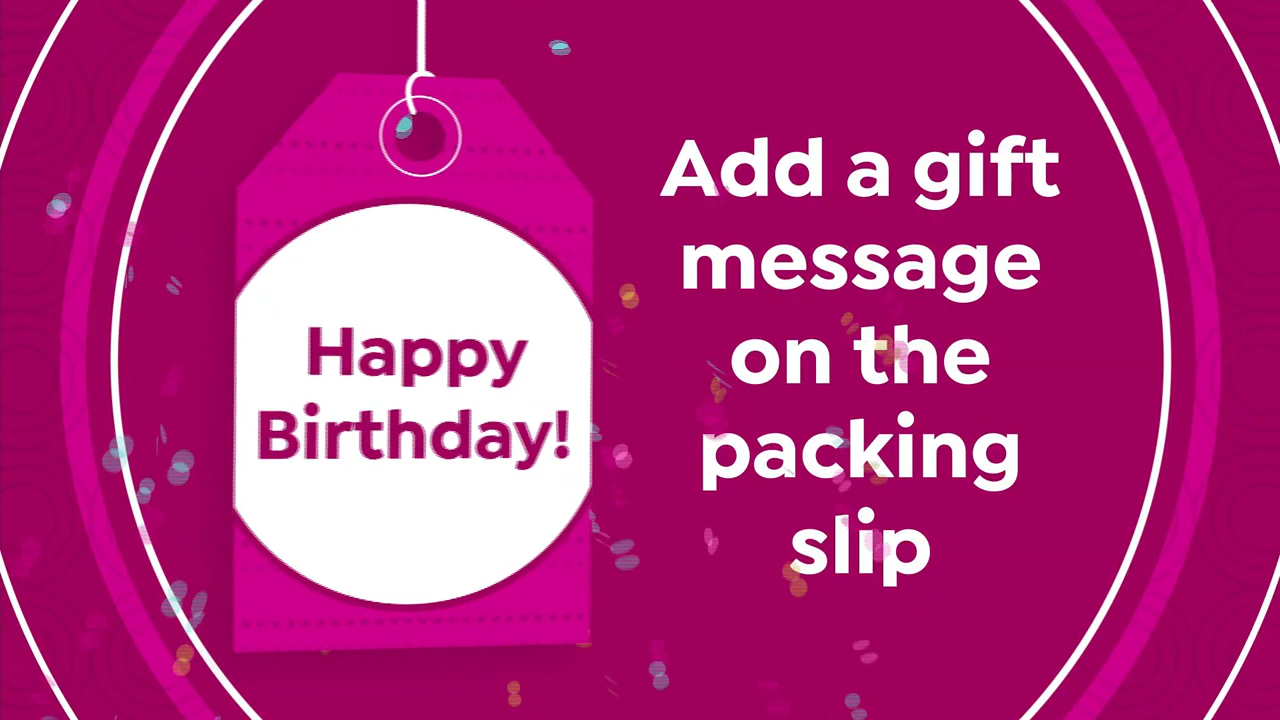 Happy
Birthday!
Add a gift
message
on the
packing
slip